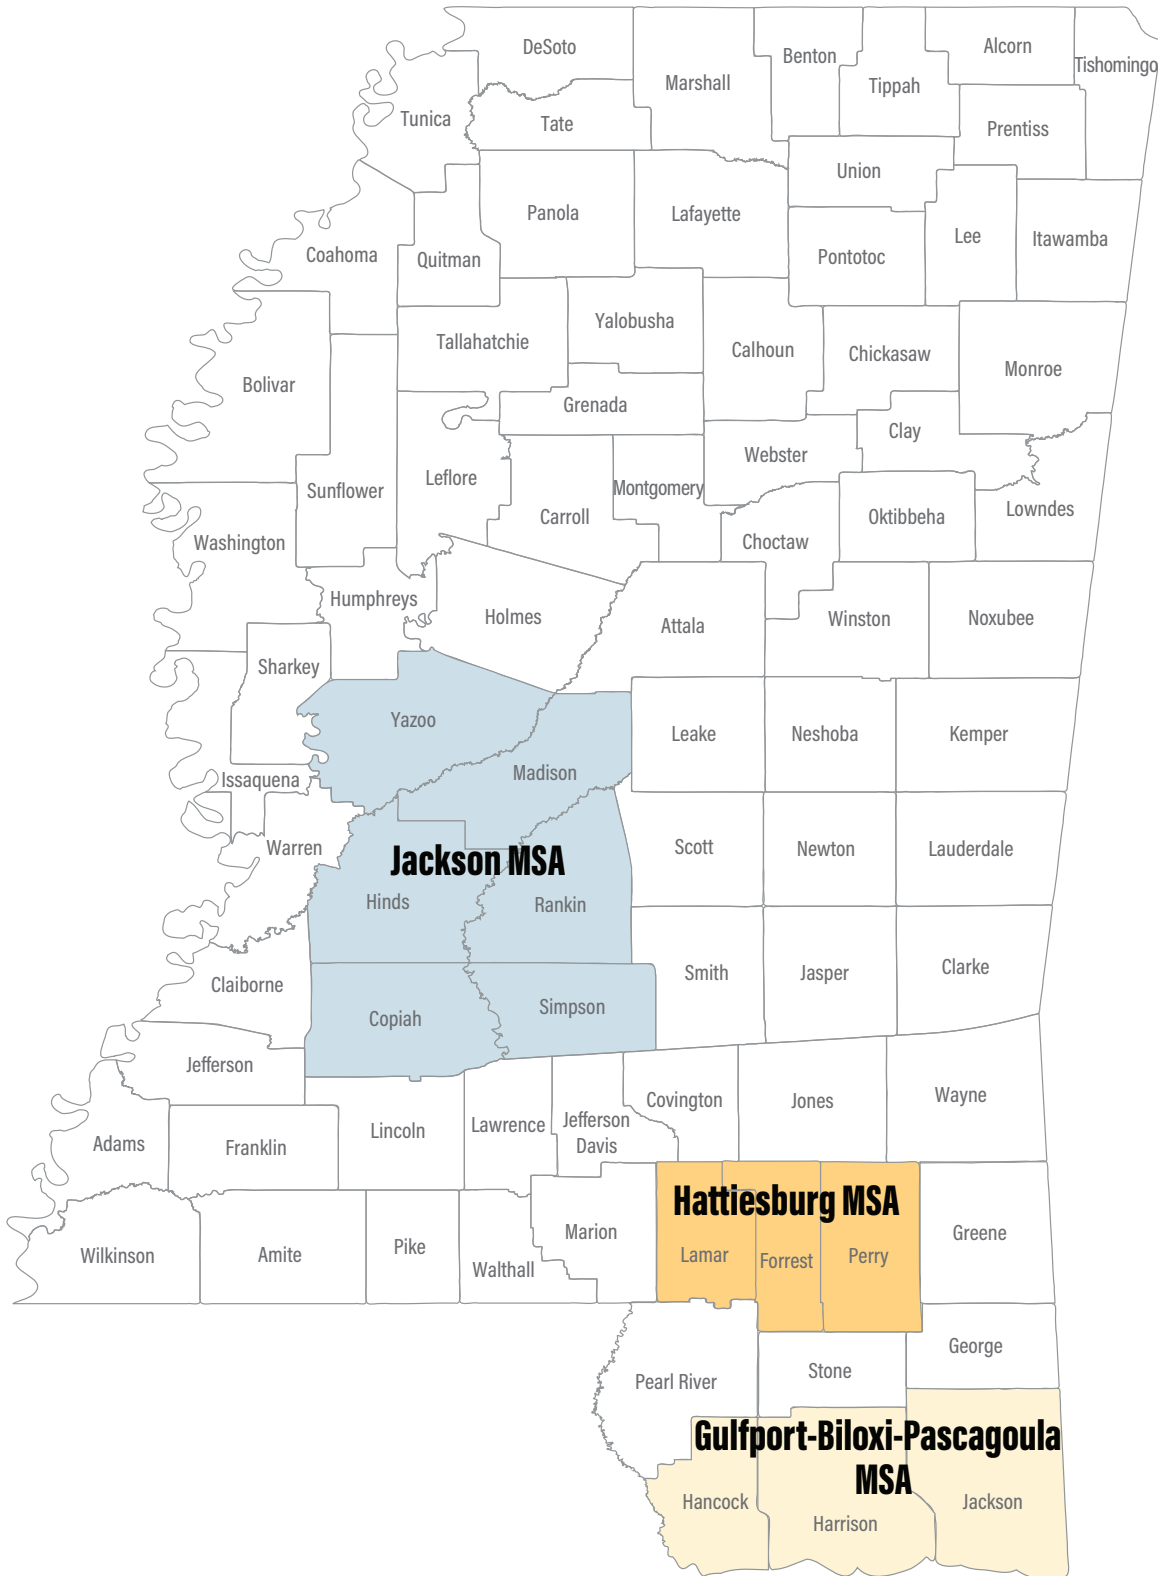 DeSoto
Marshall
Benton
Tippah
Alcorn
Tishomingo
Tunica
Tate
Prentiss
Union
Panola
Lafayette
Pontotoc
Lee
Itawamba
Coahoma
Quitman
Tallahatchie
Yalobusha
Calhoun
Chickasaw
Monroe
Bolivar
Grenada
Clay
Webster
Sunflower
Leflore
Montgomery
Carroll
Oktibbeha
Lowndes
Washington
Choctaw
Humphreys
Holmes
Attala
Winston
Noxubee
Sharkey
Yazoo
Leake
Neshoba
Kemper
Issaquena
Madison
Warren
Jackson MSA
Scott
Newton
Lauderdale
Hinds
Rankin
Claiborne
Smith
Jasper
Clarke
Copiah
Simpson
Jefferson
Covington
Jones
Wayne
Adams
Franklin
Lincoln
Lawrence
Jefferson
Davis
Hattiesburg MSA
Wilkinson
Amite
Pike
Walthall
Marion
Lamar
Forrest
Perry
Greene
Pearl River
Stone
George
Gulfport-Biloxi-Pascagoula
MSA
Hancock
Harrison
Jackson